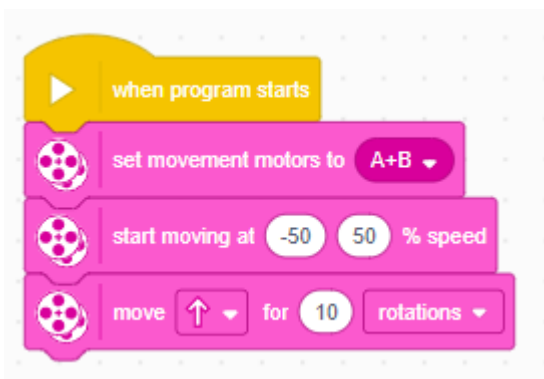 when program starts
set movement motors to A+B
start moving at -50 50 % speed
move for 10 rotations